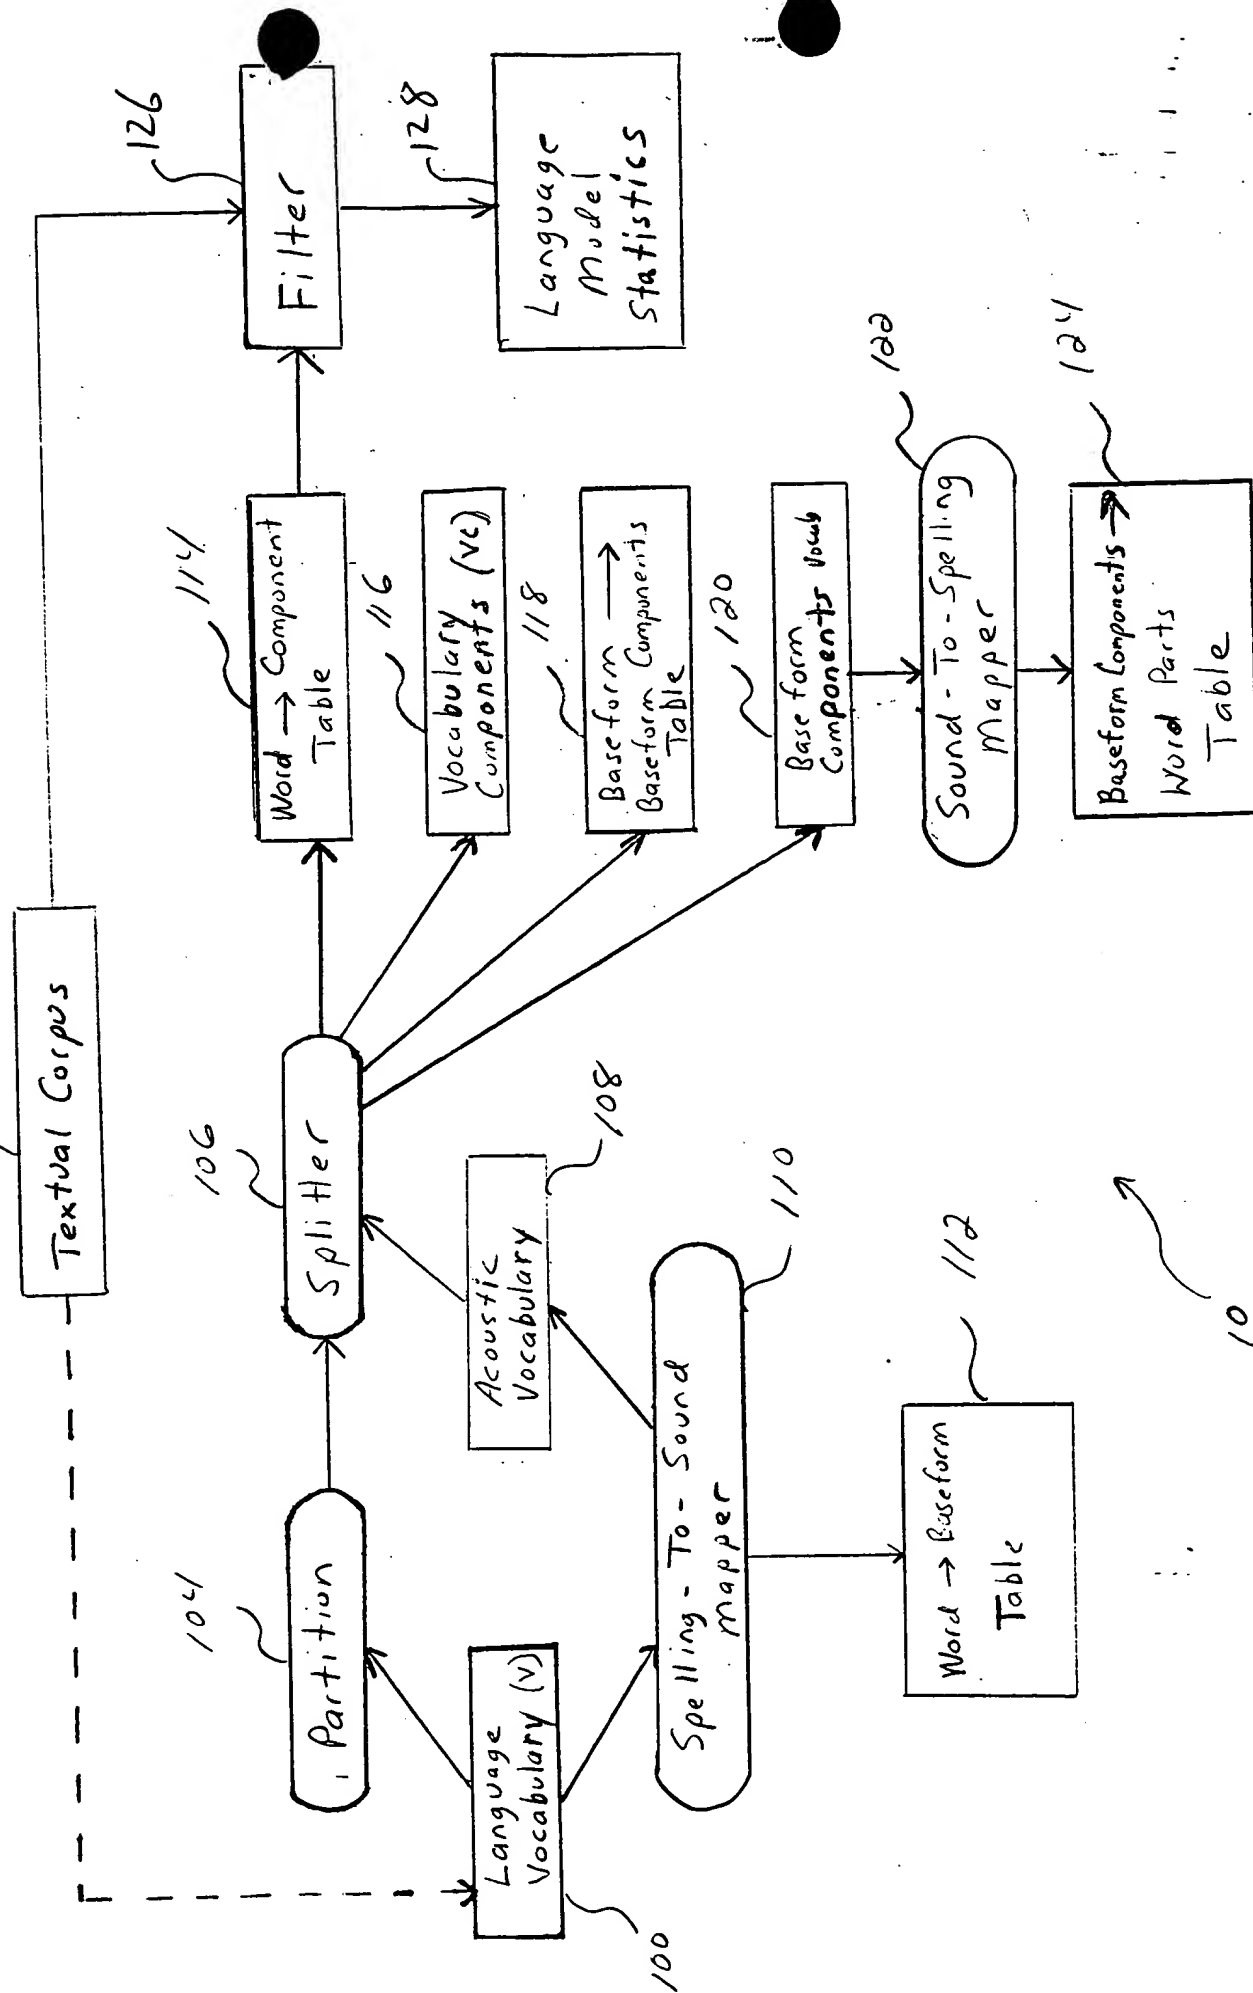 Textual Corpus
104
Partition
106
Splitter
114
Word → Component
Table
126
Filter
100
Language
Vocabulary (V)
Acoustic
Vocabulary
108
116
Vocabulary
Components (VC)
128
Language
Model
Statistics
Spelling-To-Sound
Mapper
110
118
Baseform →
Baseform Components
Table
Word → Baseform
Table
112
120
Baseform
Components Vocab
122
Sound-To-Spelling
Mapper
124
Baseform Components →
Word Parts
Table
10